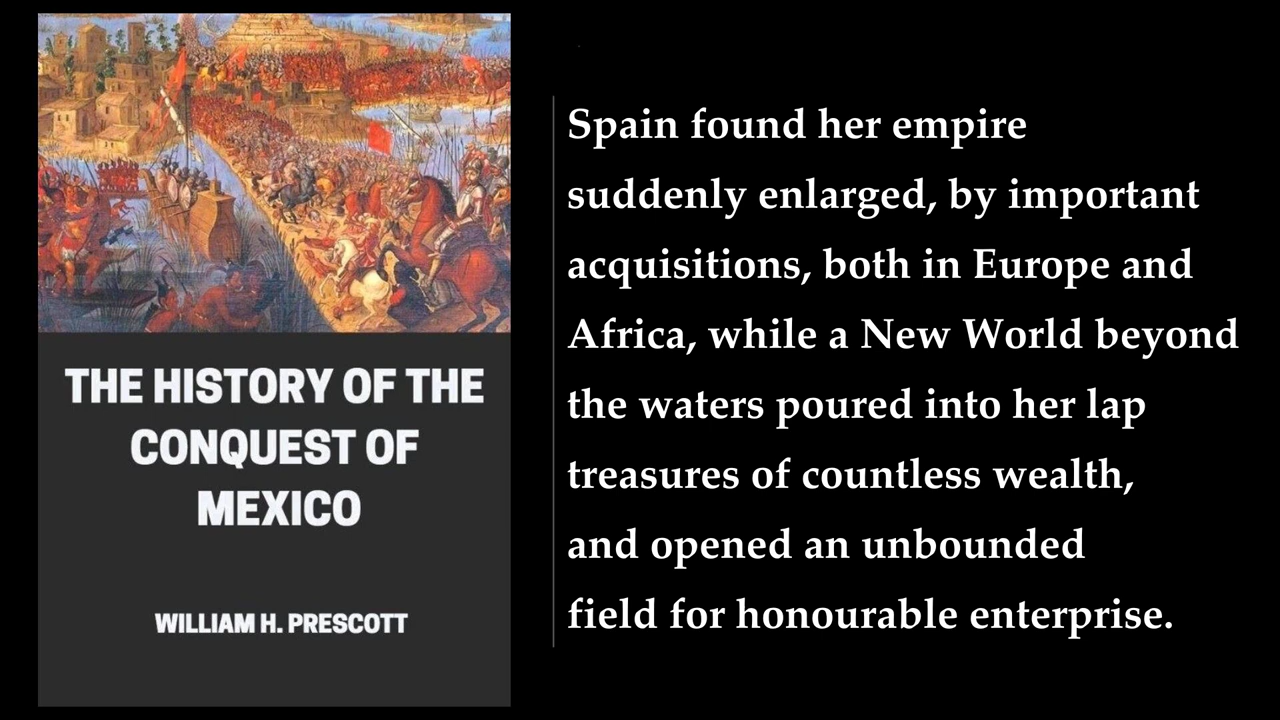 THE HISTORY OF THE
CONQUEST OF
MEXICO
WILLIAM H. PRESCOTT
Spain found her empire
suddenly enlarged, by important
acquisitions, both in Europe and
Africa, while a New World beyond
the waters poured into her lap
treasures of countless wealth,
and opened an unbounded
field for honourable enterprise.